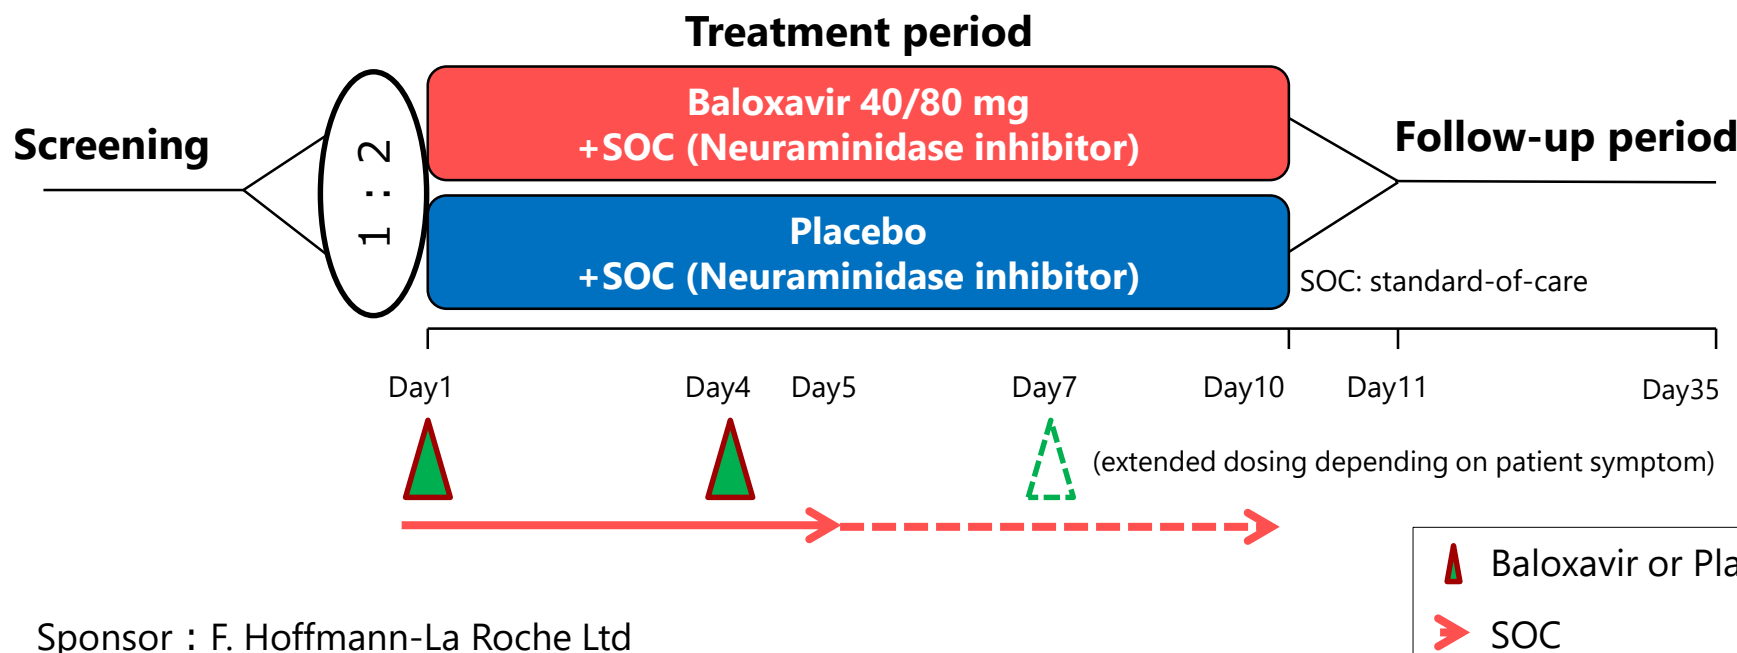 Treatment period
Screening
1 : 2
Baloxavir 40/80 mg
+SOC (Neuraminidase inhibitor)
Placebo
+SOC (Neuraminidase inhibitor)
Follow-up period
SOC: standard-of-care
Day1 Day4 Day5 Day7 Day10 Day11 Day35
(extended dosing depending on patient symptom)
Baloxavir or Pla
SOC
Sponsor：F. Hoffmann-La Roche Ltd